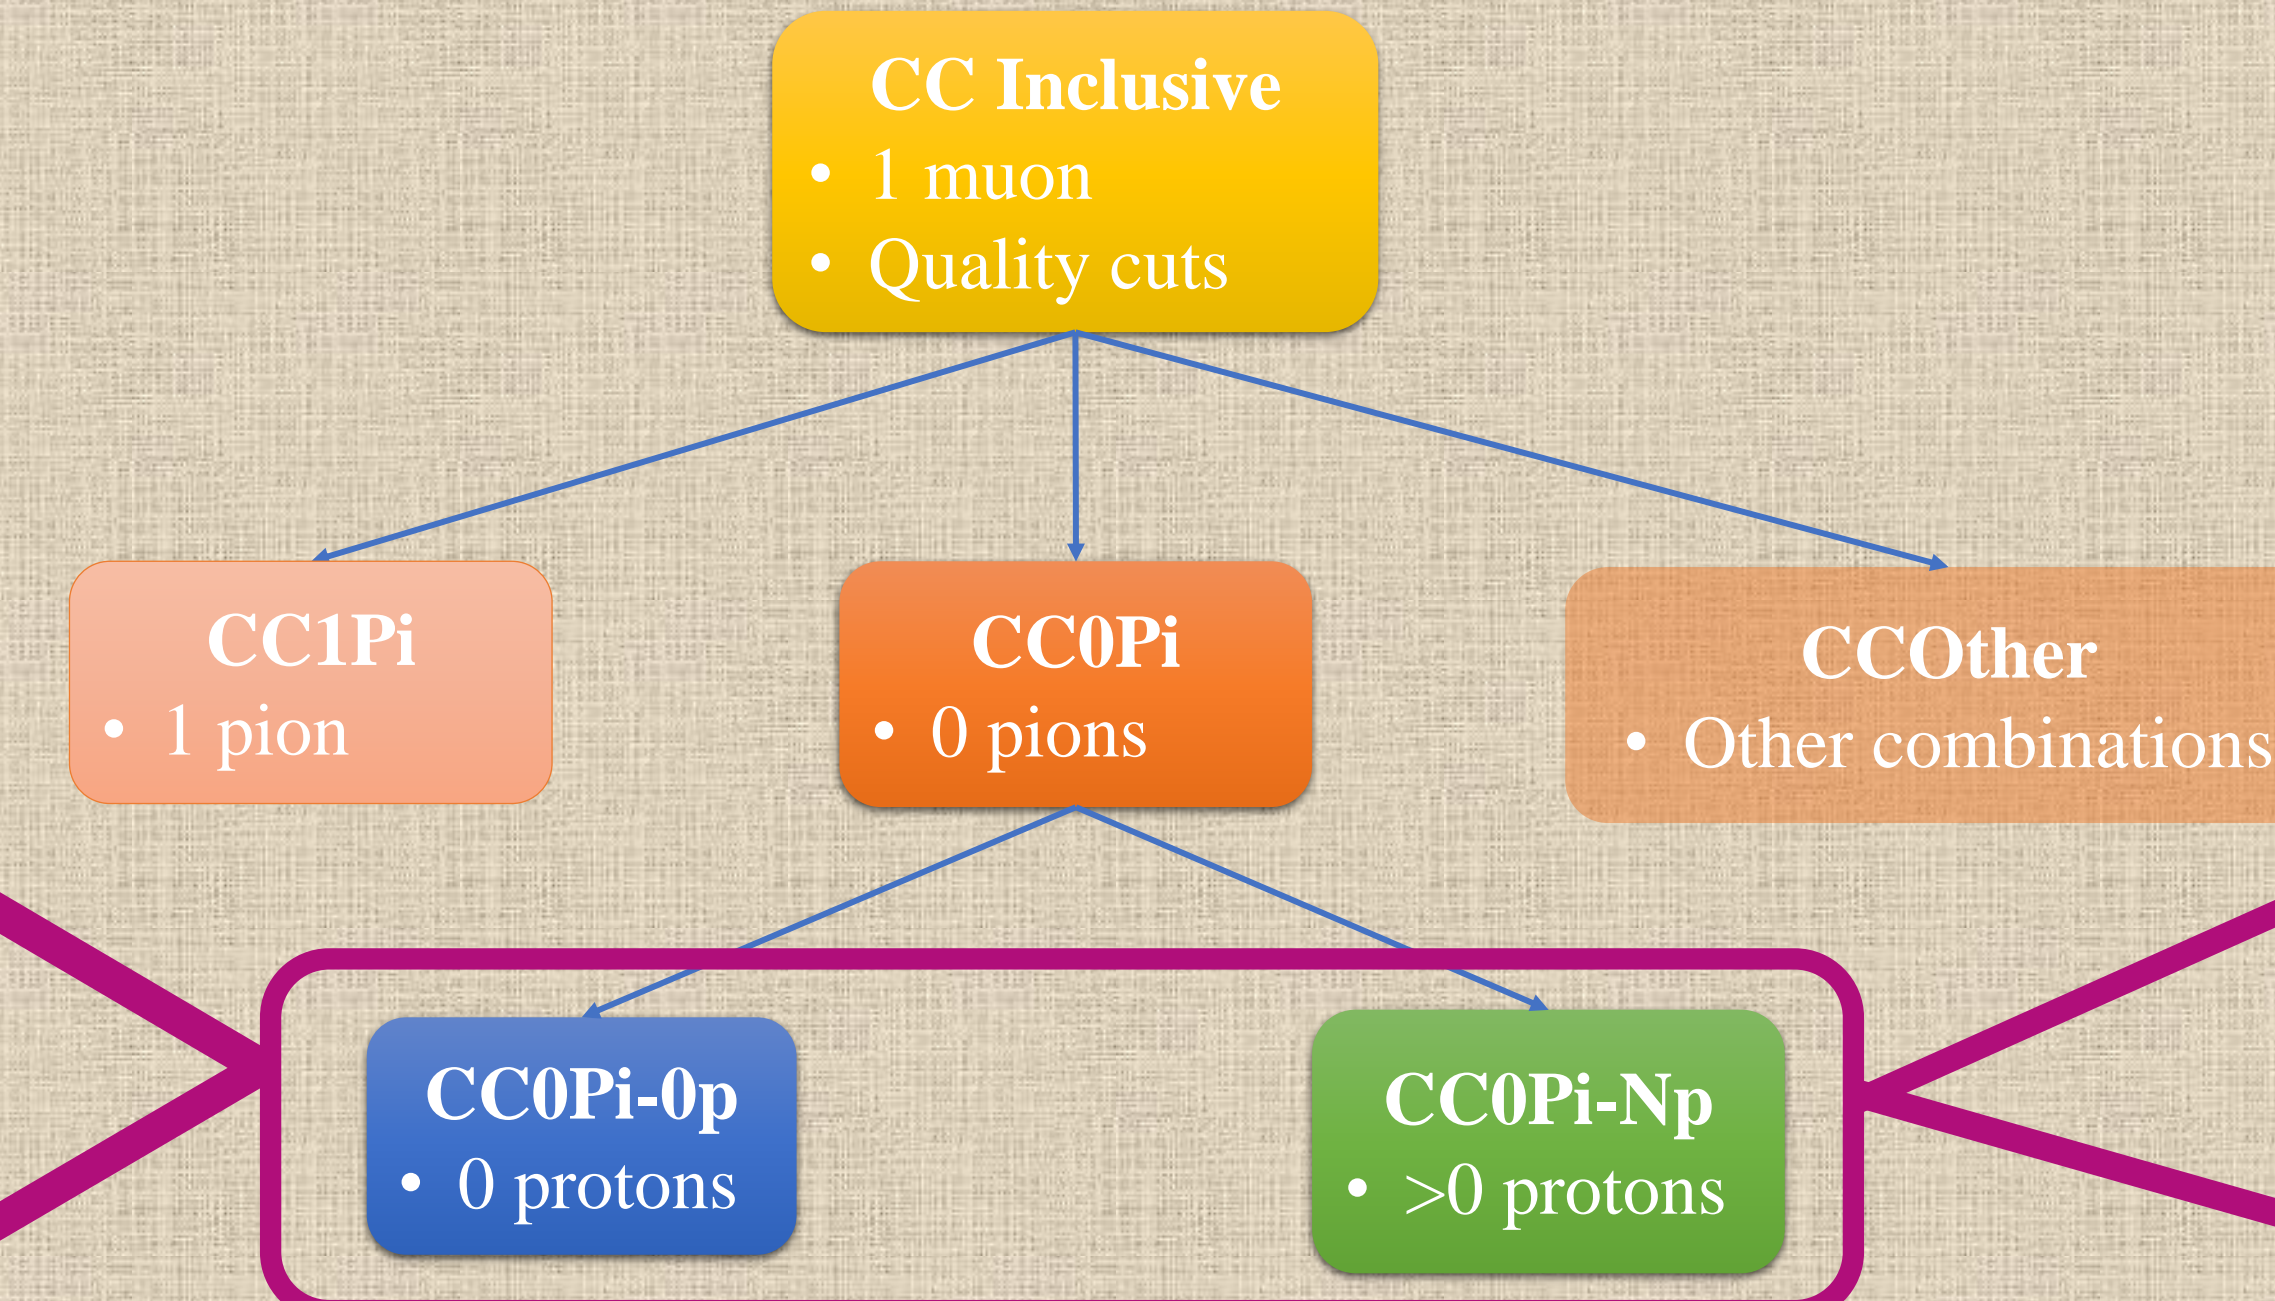 CC Inclusive
• 1 muon
• Quality cuts
CC1Pi
• 1 pion
CC0Pi
• 0 pions
CCOther
• Other combinations
CC0Pi-0p
• 0 protons
CC0Pi-Np
• >0 protons